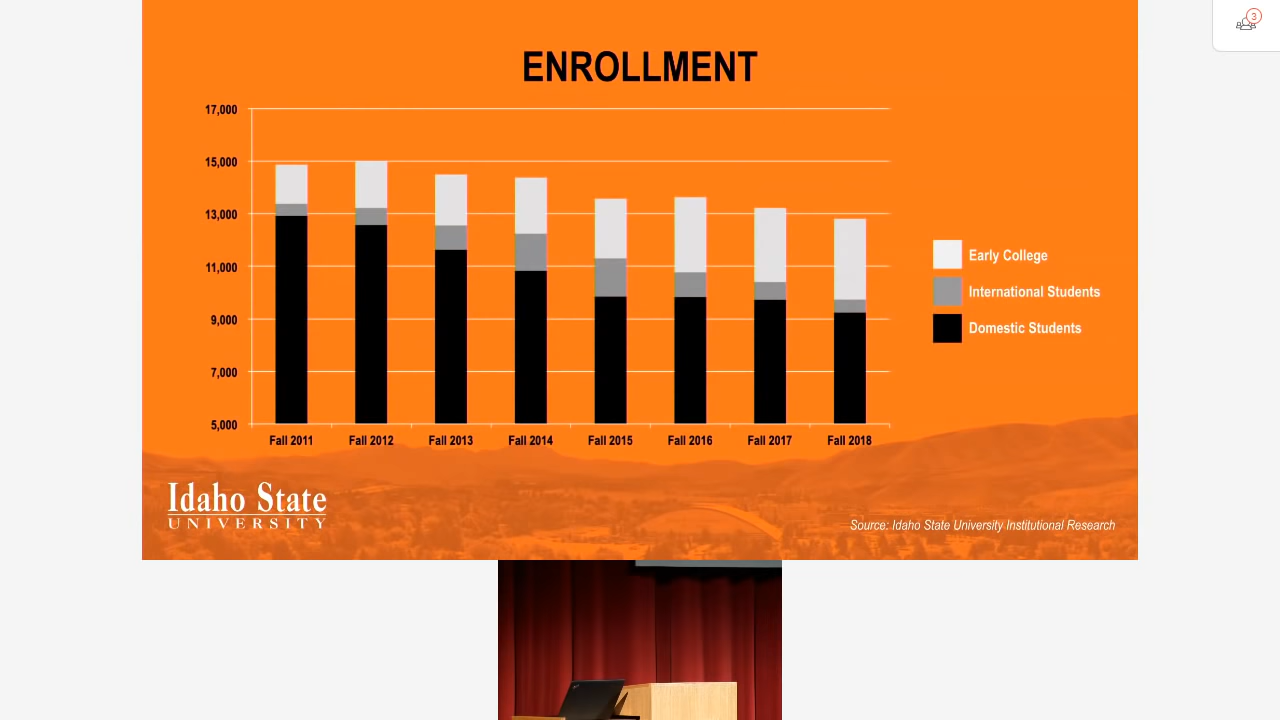 3
ENROLLMENT
17,000
15,000
13,000
11,000
9,000
7,000
5,000
Fall 2011 Fall 2012 Fall 2013 Fall 2014 Fall 2015 Fall 2016 Fall 2017 Fall 2018
Early College
International Students
Domestic Students
Idaho State
UNIVERSITY
Source: Idaho State University Institutional Research